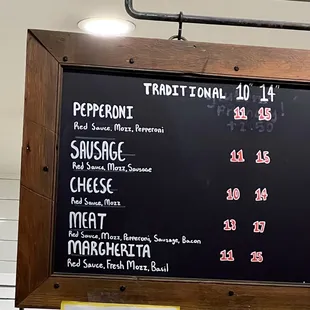 TRADITIONAL 10" 14"
PEPPERONI 11 15
Red Sauce, Mozz, Pepperoni
SAUSAGE 11 15
Red Sauce, Mozz, Sausage
CHEESE 10 14
Red Sauce, Mozz
MEAT 13 17
Red Sauce, Mozz, Pepperoni, Sausage, Bacon
MARGHERITA 11 15
Red Sauce, Fresh Mozz, Basil